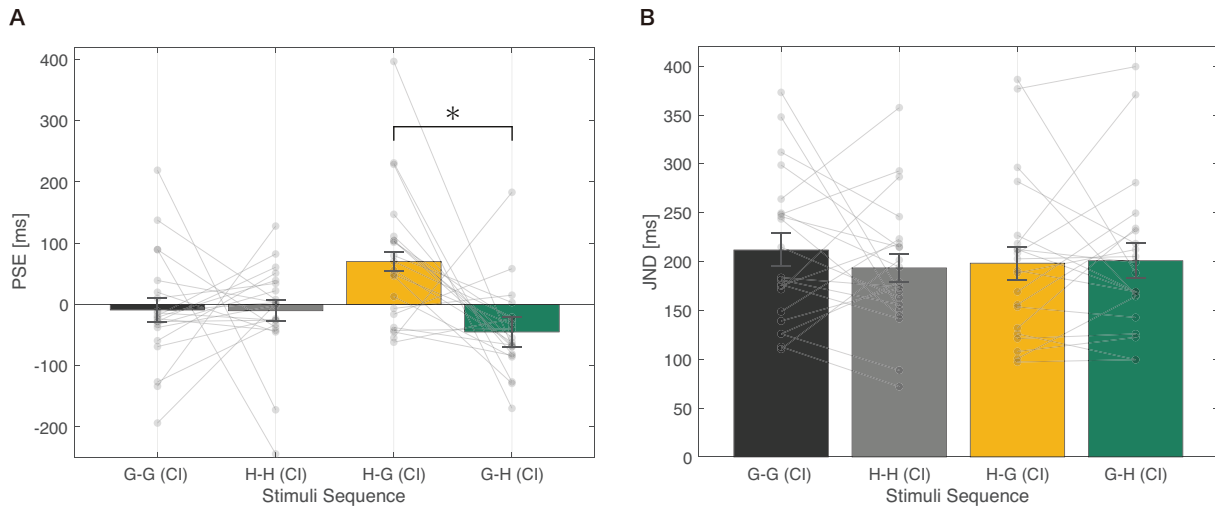 A
PSE [ms]
400
300
200
100
0
-100
-200
*
G-G (CI)
H-H (CI)
H-G (CI)
G-H (CI)
Stimuli Sequence
B
JND [ms]
400
350
300
250
200
150
100
50
0
G-G (CI)
H-H (CI)
H-G (CI)
G-H (CI)
Stimuli Sequence